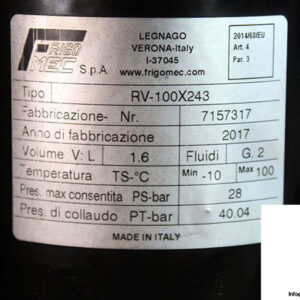 FRIGO
MEC S.p.A
LEGNAGO
VERONA-Italy
I-37045
www.frigomec.com
2014/68/EU
Art. 4
Par. 3
Tipo RV-100X243
Fabbricazione- Nr. 7157317
Anno di fabbricazione 2017
Volume V: L 1.6 Fluidi G. 2
Temperatura TS-°C Min -10 Max 100
Pres. max consentita PS-bar 28
Pres. di collaudo PT-bar 40.04
MADE IN ITALY